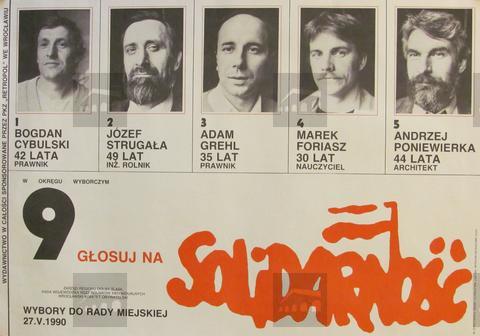 WYDAWNICTWO W CAŁOŚCI SPONSOROWANE PRZEZ PKZ „RETROPOL" WE WROCŁAWIU
1
BOGDAN
CYBULSKI
42 LATA
PRAWNIK
2
JÓZEF
STRUGAŁA
49 LAT
INŻ. ROLNIK
3
ADAM
GREHL
35 LAT
PRAWNIK
4
MAREK
FORIASZ
30 LAT
NAUCZYCIEL
5
ANDRZEJ
PONIEWIERKA
44 LATA
ARCHITEKT
W OKRĘGU WYBORCZYM
9
GŁOSUJ NA
SOLIDARNOŚĆ
WYBORY DO RADY MIEJSKIEJ
27.V.1990